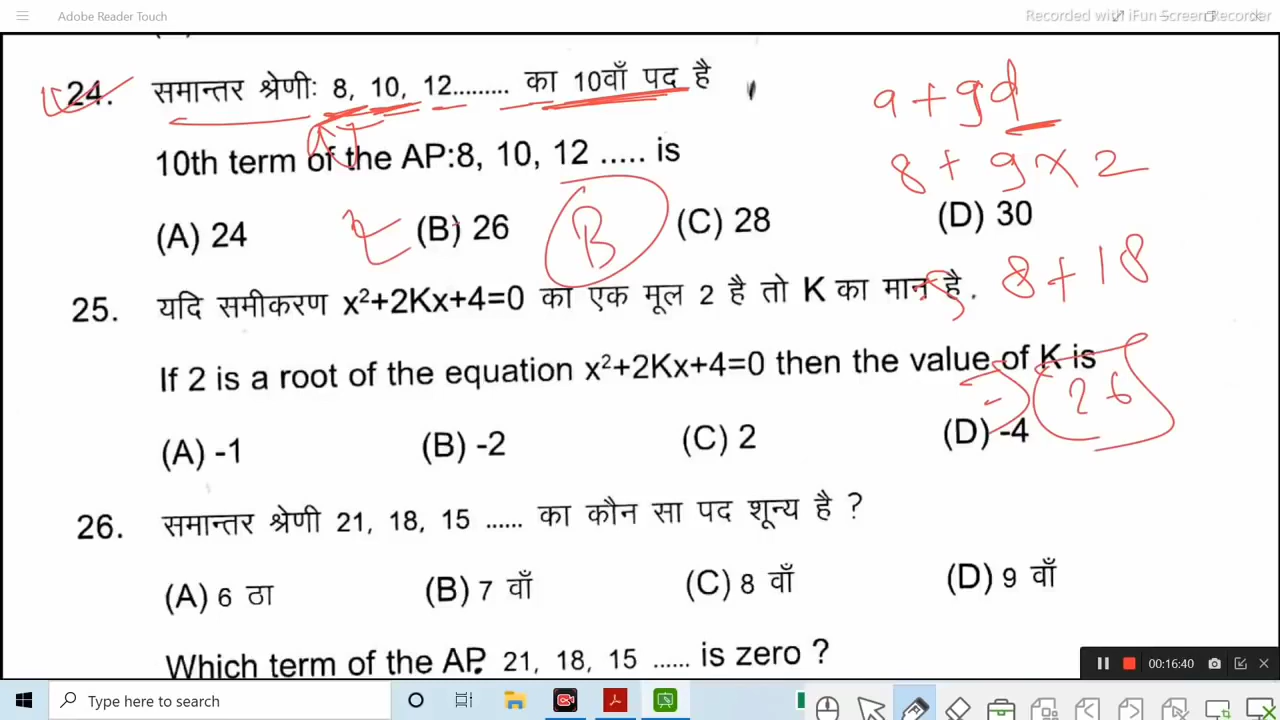 Adobe Reader Touch
Recorded with iFun Screen Recorder
24. समान्तर श्रेणीः 8, 10, 12......... का 10वाँ पद है
a + 9d
10th term of the AP:8, 10, 12 ..... is
8 + 9 x 2
(A) 24 (B) 26 (C) 28 (D) 30
B
8 + 18
25. यदि समीकरण x²+2Kx+4=0 का एक मूल 2 है तो K का मान है.
If 2 is a root of the equation x²+2Kx+4=0 then the value of K is
26
(A) -1 (B) -2 (C) 2 (D) -4
26. समान्तर श्रेणी 21, 18, 15 ...... का कौन सा पद शून्य है ?
(A) 6 ठा (B) 7 वाँ (C) 8 वाँ (D) 9 वाँ
Which term of the AP. 21, 18, 15 ...... is zero ?
00:16:40
Type here to search